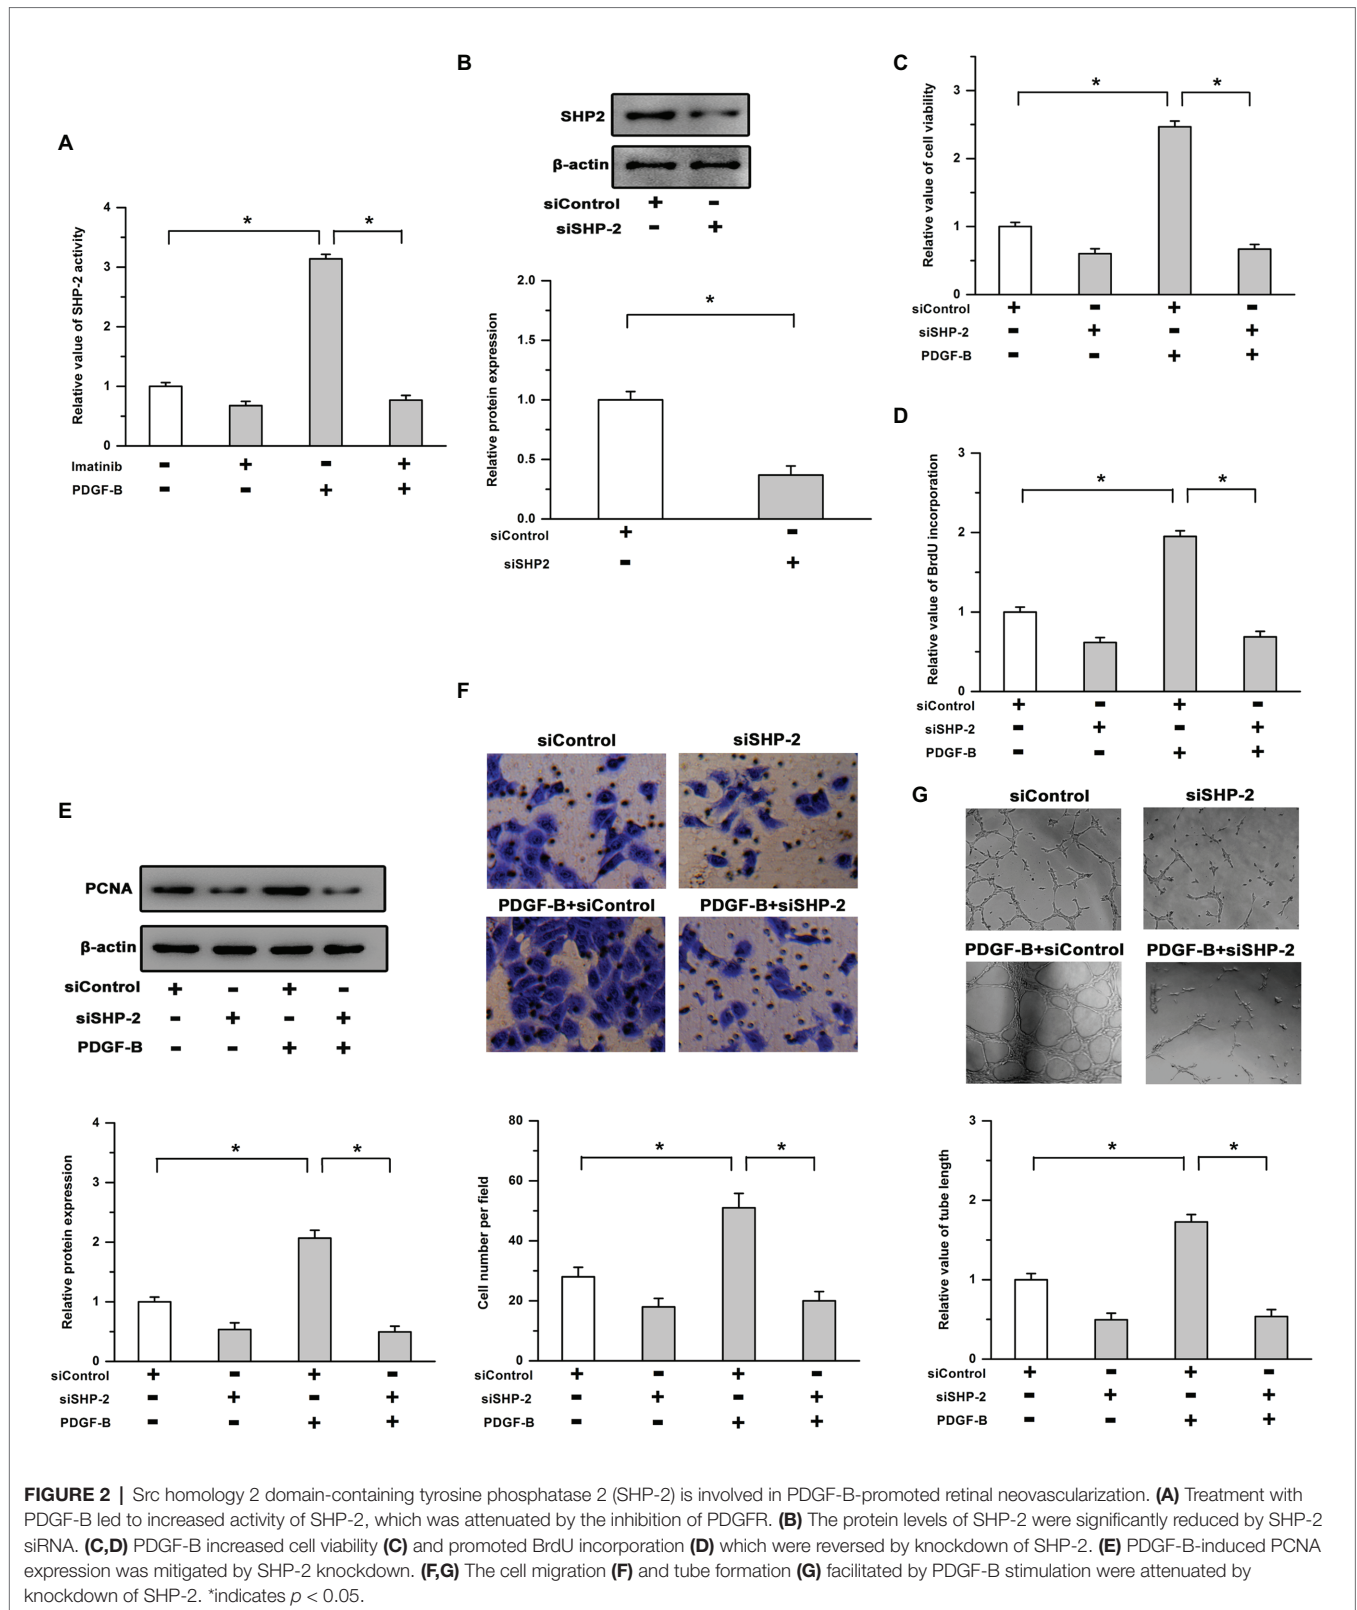 A
Relative value of SHP-2 activity
4
3
2
1
0
*
*
Imatinib - + - +
PDGF-B - - + +
B
SHP2
β-actin
siControl + -
siSHP-2 - +
Relative protein expression
2.0
1.5
1.0
0.5
0.0
*
siControl + -
siSHP2 - +
C
Relative value of cell viability
3
2
1
0
*
*
siControl + - + -
siSHP-2 - + - +
PDGF-B - - + +
D
Relative value of BrdU incorporation
3
2
1
0
*
*
siControl + - + -
siSHP-2 - + - +
PDGF-B - - + +
E
PCNA
β-actin
siControl + - + -
siSHP-2 - + - +
PDGF-B - - + +
Relative protein expression
4
3
2
1
0
*
*
siControl + - + -
siSHP-2 - + - +
PDGF-B - - + +
F
siControl siSHP-2
PDGF-B+siControl PDGF-B+siSHP-2
Cell number per field
80
60
40
20
0
*
*
siControl + - + -
siSHP-2 - + - +
PDGF-B - - + +
G
siControl siSHP-2
PDGF-B+siControl PDGF-B+siSHP-2
Relative value of tube length
3
2
1
0
*
*
siControl + - + -
siSHP-2 - + - +
PDGF-B - - + +
FIGURE 2 | Src homology 2 domain-containing tyrosine phosphatase 2 (SHP-2) is involved in PDGF-B-promoted retinal neovascularization. (A) Treatment with
PDGF-B led to increased activity of SHP-2, which was attenuated by the inhibition of PDGFR. (B) The protein levels of SHP-2 were significantly reduced by SHP-2
siRNA. (C,D) PDGF-B increased cell viability (C) and promoted BrdU incorporation (D) which were reversed by knockdown of SHP-2. (E) PDGF-B-induced PCNA
expression was mitigated by SHP-2 knockdown. (F,G) The cell migration (F) and tube formation (G) facilitated by PDGF-B stimulation were attenuated by
knockdown of SHP-2. *indicates p < 0.05.